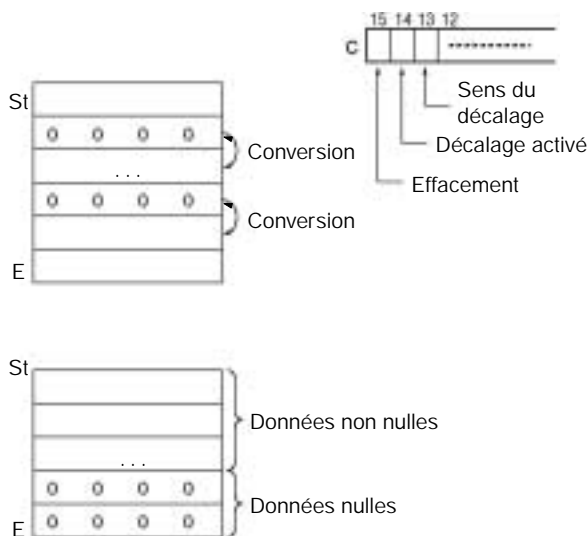 15 14 13 12
C
Sens du
décalage
Décalage activé
Effacement
St
0 0 0 0
Conversion
. . .
0 0 0 0
Conversion
E
St
Données non nulles
. . .
0 0 0 0
Données nulles
0 0 0 0
E